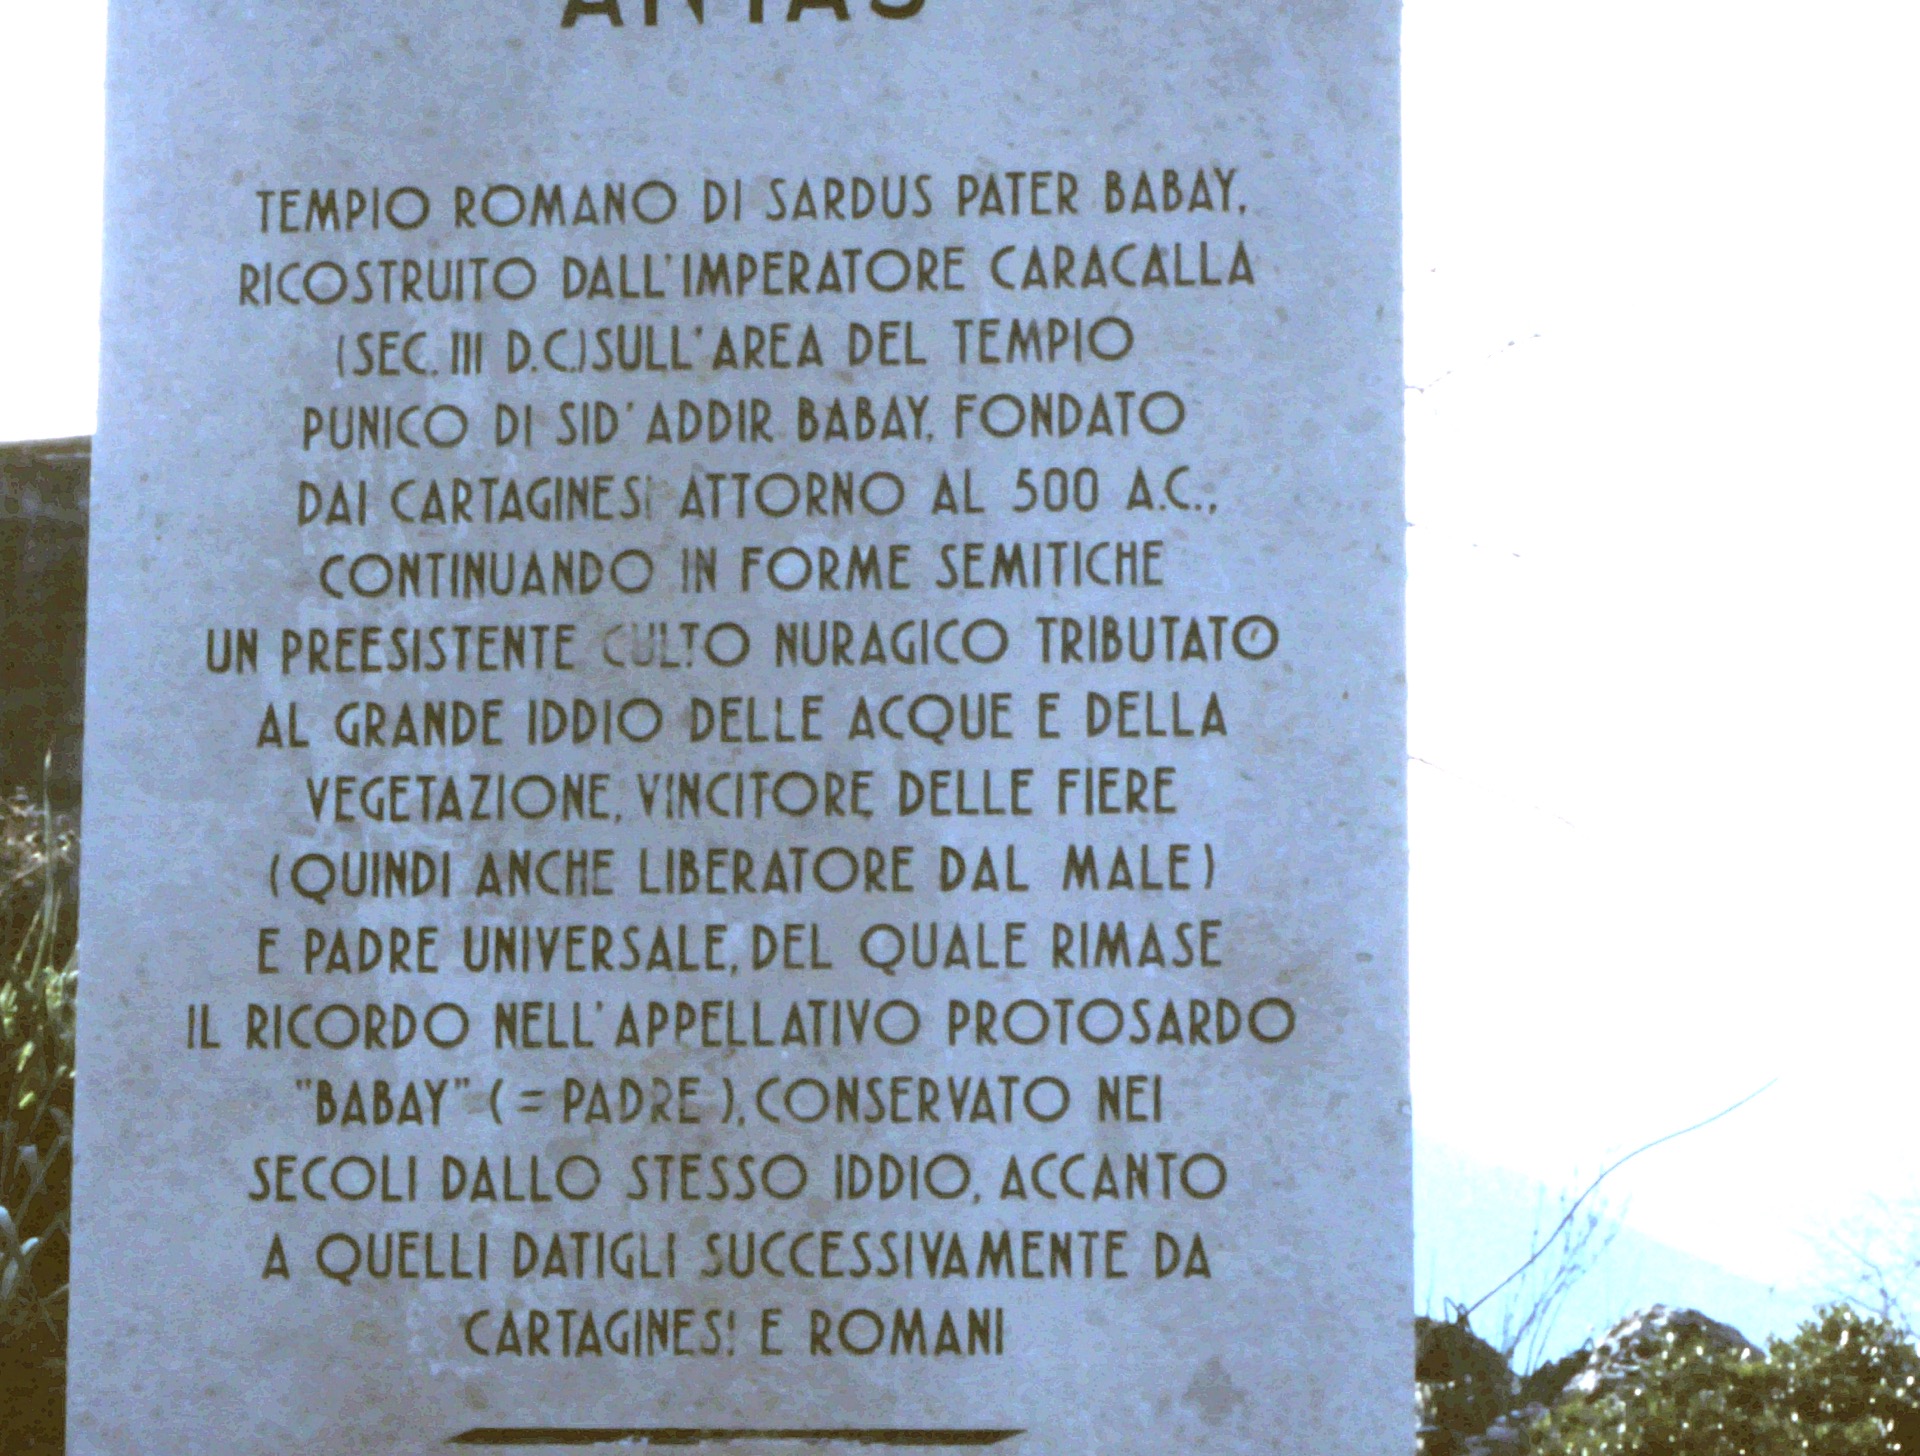 ANTAS
TEMPIO ROMANO DI SARDUS PATER BABAY,
RICOSTRUITO DALL'IMPERATORE CARACALLA
(SEC. III D.C.) SULL'AREA DEL TEMPIO
PUNICO DI SID'ADDIR BABAY, FONDATO
DAI CARTAGINESI ATTORNO AL 500 A.C.,
CONTINUANDO IN FORME SEMITICHE
UN PREESISTENTE CULTO NURAGICO TRIBUTATO
AL GRANDE IDDIO DELLE ACQUE E DELLA
VEGETAZIONE, VINCITORE DELLE FIERE
(QUINDI ANCHE LIBERATORE DAL MALE)
E PADRE UNIVERSALE, DEL QUALE RIMASE
IL RICORDO NELL'APPELLATIVO PROTOSARDO
"BABAY" (= PADRE), CONSERVATO NEI
SECOLI DALLO STESSO IDDIO, ACCANTO
A QUELLI DATIGLI SUCCESSIVAMENTE DA
CARTAGINESI E ROMANI